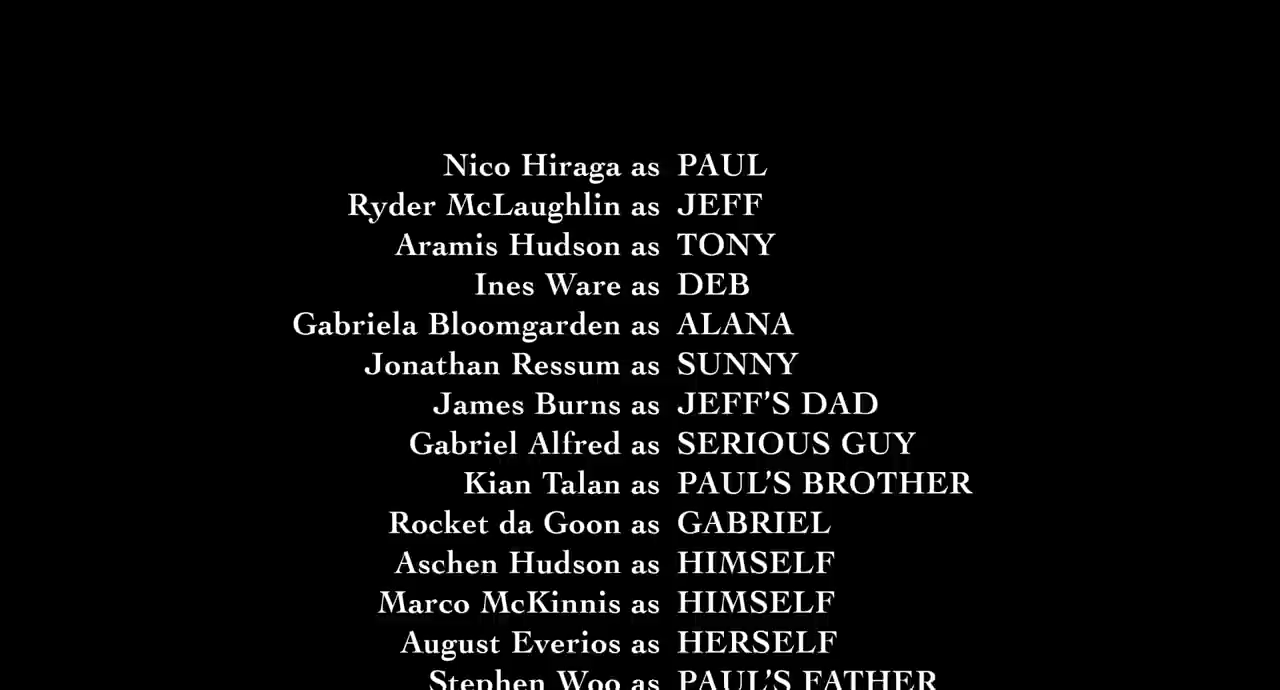 Nico Hiraga as PAUL
Ryder McLaughlin as JEFF
Aramis Hudson as TONY
Ines Ware as DEB
Gabriela Bloomgarden as ALANA
Jonathan Ressum as SUNNY
James Burns as JEFF'S DAD
Gabriel Alfred as SERIOUS GUY
Kian Talan as PAUL'S BROTHER
Rocket da Goon as GABRIEL
Aschen Hudson as HIMSELF
Marco McKinnis as HIMSELF
August Everios as HERSELF
Stephen Woo as PAUL'S FATHER